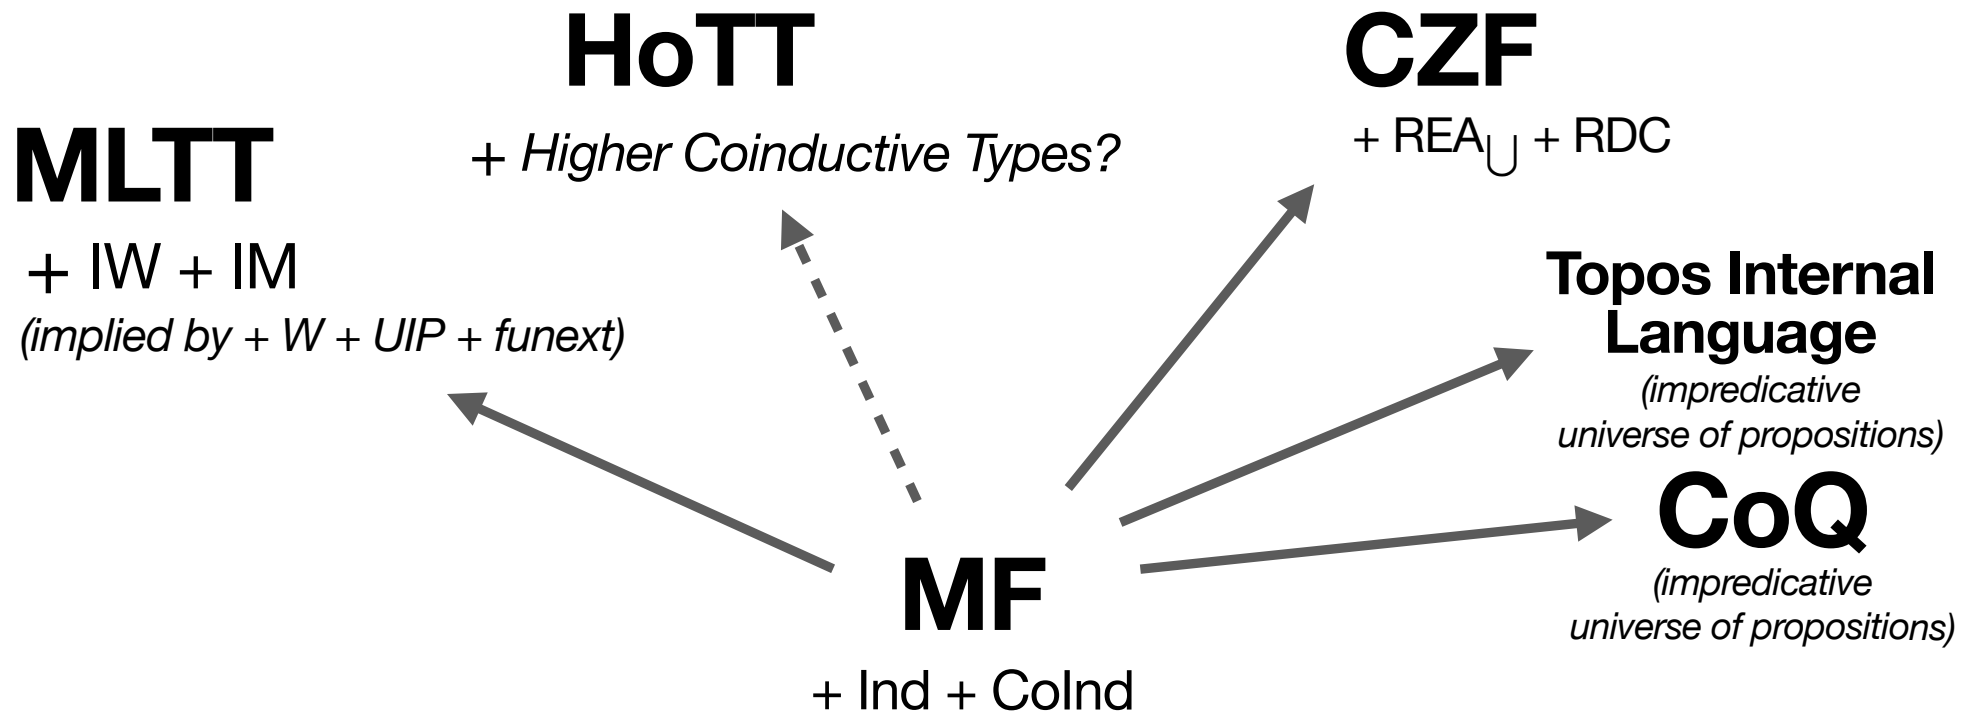 HoTT
+ Higher Coinductive Types?
CZF
+ REA⋃ + RDC
MLTT
+ IW + IM
(implied by + W + UIP + funext)
Topos Internal
Language
(impredicative
universe of propositions)
CoQ
(impredicative
universe of propositions)
MF
+ Ind + CoInd